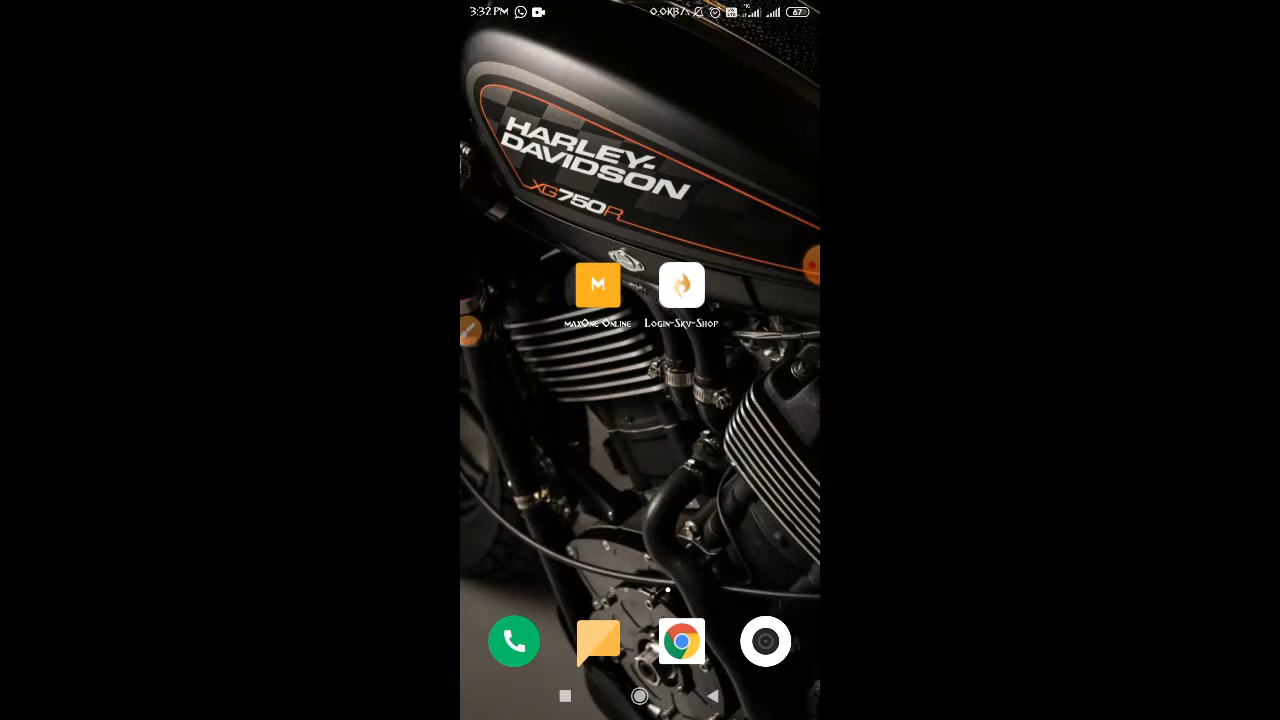 3:32 PM
0.0KB/s
67
HARLEY-
DAVIDSON
XG750R
M
maxOne Online
Login-Sky-Shop